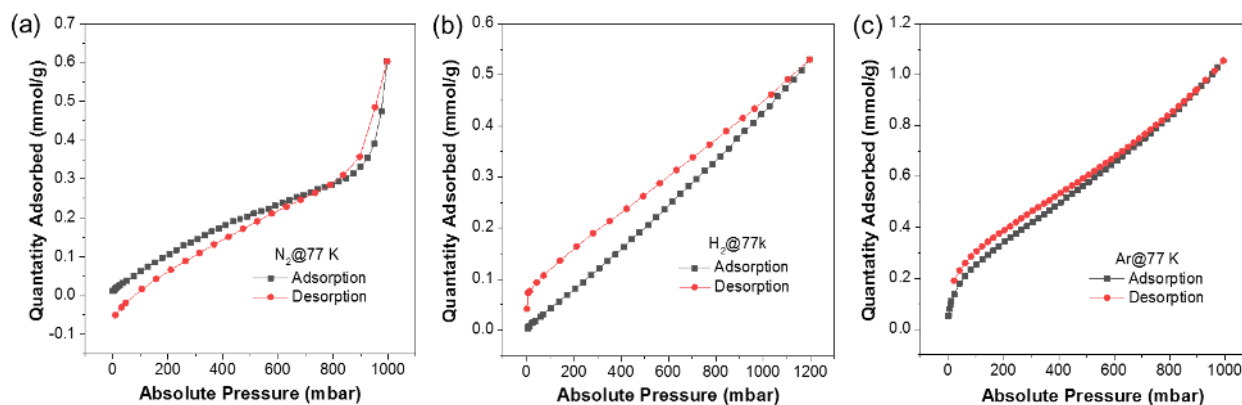 (a)
0.7
0.6
0.5
0.4
0.3
0.2
0.1
0.0
-0.1
Quantatity Adsorbed (mmol/g)
N2@77 K
Adsorption
Desorption
0 200 400 600 800 1000
Absolute Pressure (mbar)
(b)
0.6
0.5
0.4
0.3
0.2
0.1
0.0
Quantatity Adsorbed (mmol/g)
H2@77k
Adsorption
Desorption
0 200 400 600 800 1000 1200
Absolute Pressure (mbar)
(c)
1.2
1.0
0.8
0.6
0.4
0.2
0.0
Quantatity Adsorbed (mmol/g)
Ar@77 K
Adsorption
Desorption
0 200 400 600 800 1000
Absolute Pressure (mbar)